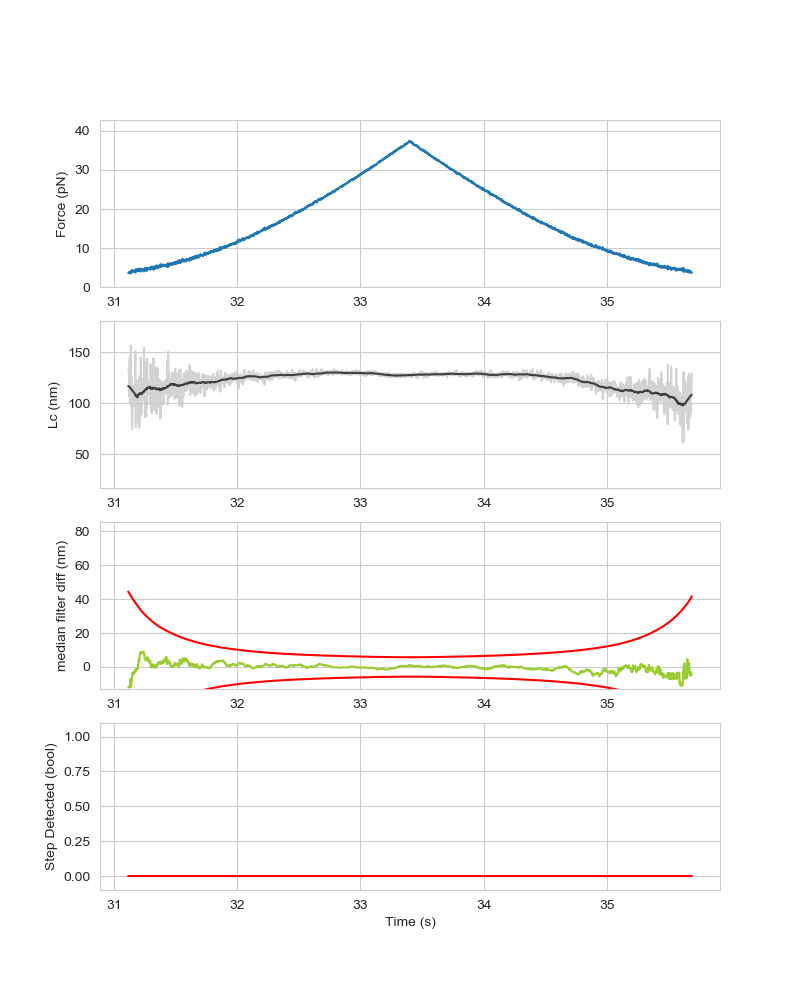 Force (pN)
40
30
20
10
0
31 32 33 34 35
Lc (nm)
150
100
50
31 32 33 34 35
median filter diff (nm)
80
60
40
20
0
31 32 33 34 35
Step Detected (bool)
1.00
0.75
0.50
0.25
0.00
31 32 33 34 35
Time (s)